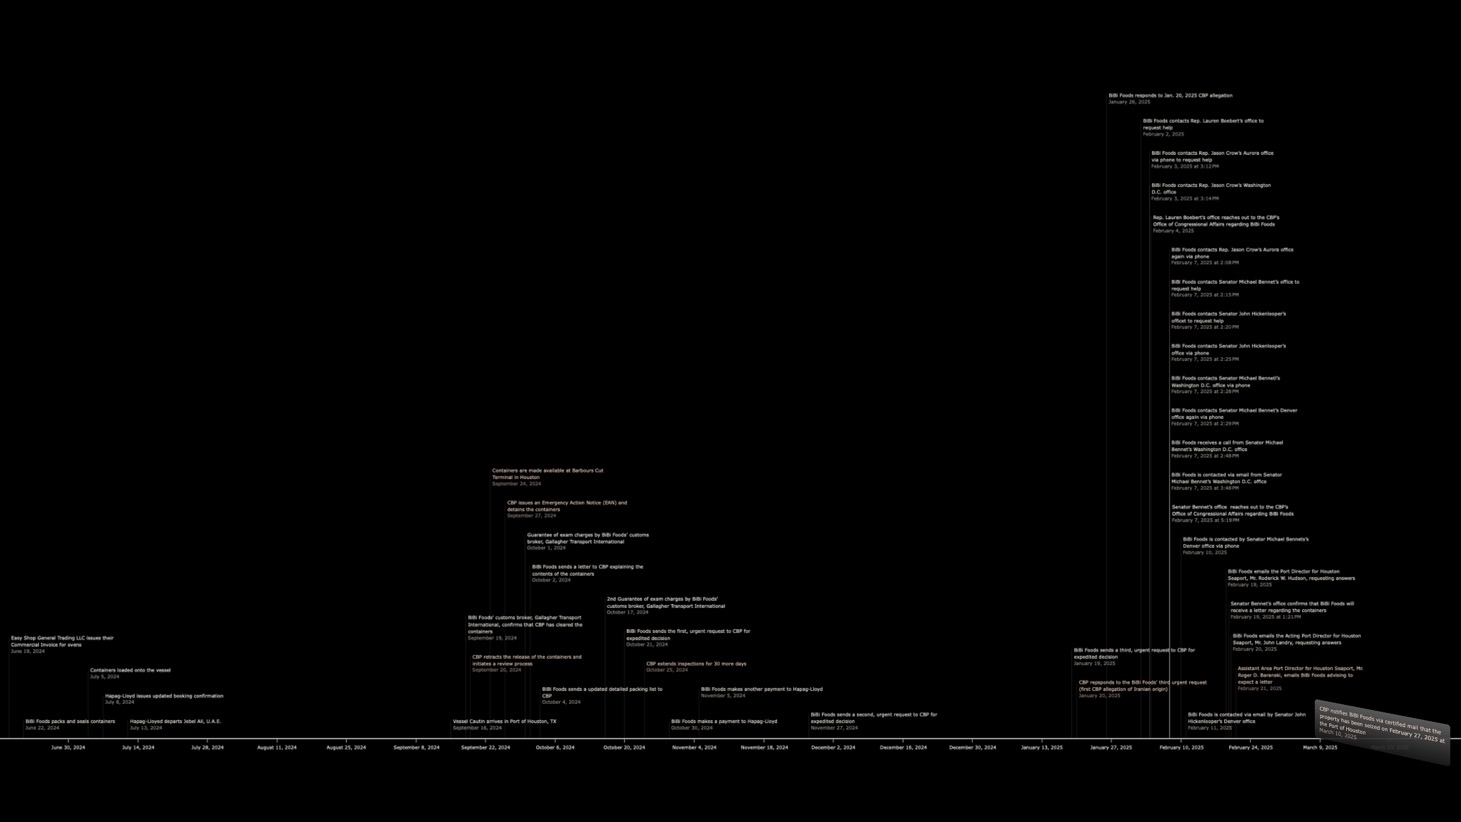 BiBi Foods responds to Jan. 20, 2025 CBP allegation
January 26, 2025
BiBi Foods contacts Rep. Lauren Boebert's office to
request help
February 2, 2025
BiBi Foods contacts Rep. Jason Crow's Aurora office
via phone to request help
February 3, 2025 at 3:12 PM
BiBi Foods contacts Rep. Jason Crow's Washington
D.C. office
February 3, 2025 at 3:14 PM
Rep. Lauren Boebert's office reaches out to the CBP's
Office of Congressional Affairs regarding BiBi Foods
February 4, 2025
BiBi Foods contacts Rep. Jason Crow's Aurora office
again via phone
February 7, 2025 at 2:08 PM
BiBi Foods contacts Senator Michael Bennet's office to
request help
February 7, 2025 at 2:15 PM
BiBi Foods contacts Senator John Hickenlooper's
officet to request help
February 7, 2025 at 2:20 PM
BiBi Foods contacts Senator John Hickenlooper's
office via phone
February 7, 2025 at 2:25 PM
BiBi Foods contacts Senator Michael Bennetl's
Washington D.C. office via phone
February 7, 2025 at 2:28 PM
BiBi Foods contacts Senator Michael Bennet's Denver
office again via phone
February 7, 2025 at 2:29 PM
BiBi Foods receives a call from Senator Michael
Bennet's Washington D.C. office
February 7, 2025 at 2:48 PM
BiBi Foods is contacted via email from Senator
Michael Bennet's Washington D.C. office
February 7, 2025 at 3:48 PM
Senator Bennet's office reaches out to the CBP's
Office of Congressional Affairs regarding BiBi Foods
February 7, 2025 at 5:19 PM
BiBi Foods is contacted by Senator Michael Bennets's
Denver office via phone
February 10, 2025
BiBi Foods emails the Port Director for Houston
Seaport, Mr. Roderick W. Hudson, requesting answers
February 18, 2025
Senator Bennet's office confirms that BiBi Foods will
receive a letter regarding the containers
February 19, 2025 at 1:21 PM
BiBi Foods emails the Acting Port Director for Houston
Seaport, Mr. John Landry, requesting answers
February 20, 2025
Assistant Area Port Director for Houston Seaport, Mr.
Roger D. Baranski, emails BiBi Foods advising to
expect a letter
February 21, 2025
BiBi Foods is contacted via email by Senator John
Hickenlooper's Denver office
February 11, 2025
CBP notifies BiBi Foods via certified mail that the
property has been seized on February 27, 2025 at
the Port of Houston
March 10, 2025
BiBi Foods sends a third, urgent request to CBP for
expedited decision
January 19, 2025
CBP repsponds to the BiBi Foods' third urgent request
(first CBP allegation of Iranian origin)
January 20, 2025
Containers are made available at Barbours Cut
Terminal in Houston
September 24, 2024
CBP issues an Emergency Action Notice (EAN) and
detains the containers
September 27, 2024
Guarantee of exam charges by BiBi Foods' customs
broker, Gallagher Transport International
October 1, 2024
BiBi Foods sends a letter to CBP explaining the
contents of the containers
October 2, 2024
2nd Guarantee of exam charges by BiBi Foods'
customs broker, Gallagher Transport International
October 17, 2024
BiBi Foods' customs broker, Gallagher Transport
International, confirms that CBP has cleared the
containers
September 19, 2024
BiBi Foods sends the first, urgent request to CBP for
expedited decision
October 21, 2024
CBP retracts the release of the containers and
initiates a review process
September 20, 2024
CBP extends inspections for 30 more days
October 25, 2024
BiBi Foods sends a updated detailed packing list to
CBP
October 4, 2024
BiBi Foods makes another payment to Hapag-Lloyd
November 5, 2024
Vessel Cautin arrives in Port of Houston, TX
September 16, 2024
BiBi Foods makes a payment to Hapag-Lloyd
October 30, 2024
BiBi Foods sends a second, urgent request to CBP for
expedited decision
November 27, 2024
Easy Shop General Trading LLC issues their
Commercial Invoice for ovens
June 19, 2024
Containers loaded onto the vessel
July 5, 2024
Hapag-Lloyd issues updated booking confirmation
July 8, 2024
BiBi Foods packs and seals containers
June 22, 2024
Hapag-Lloyd departs Jebel Ali, U.A.E.
July 13, 2024
June 30, 2024
July 14, 2024
July 28, 2024
August 11, 2024
August 25, 2024
September 8, 2024
September 22, 2024
October 6, 2024
October 20, 2024
November 4, 2024
November 18, 2024
December 2, 2024
December 16, 2024
December 30, 2024
January 13, 2025
January 27, 2025
February 10, 2025
February 24, 2025
March 9, 2025